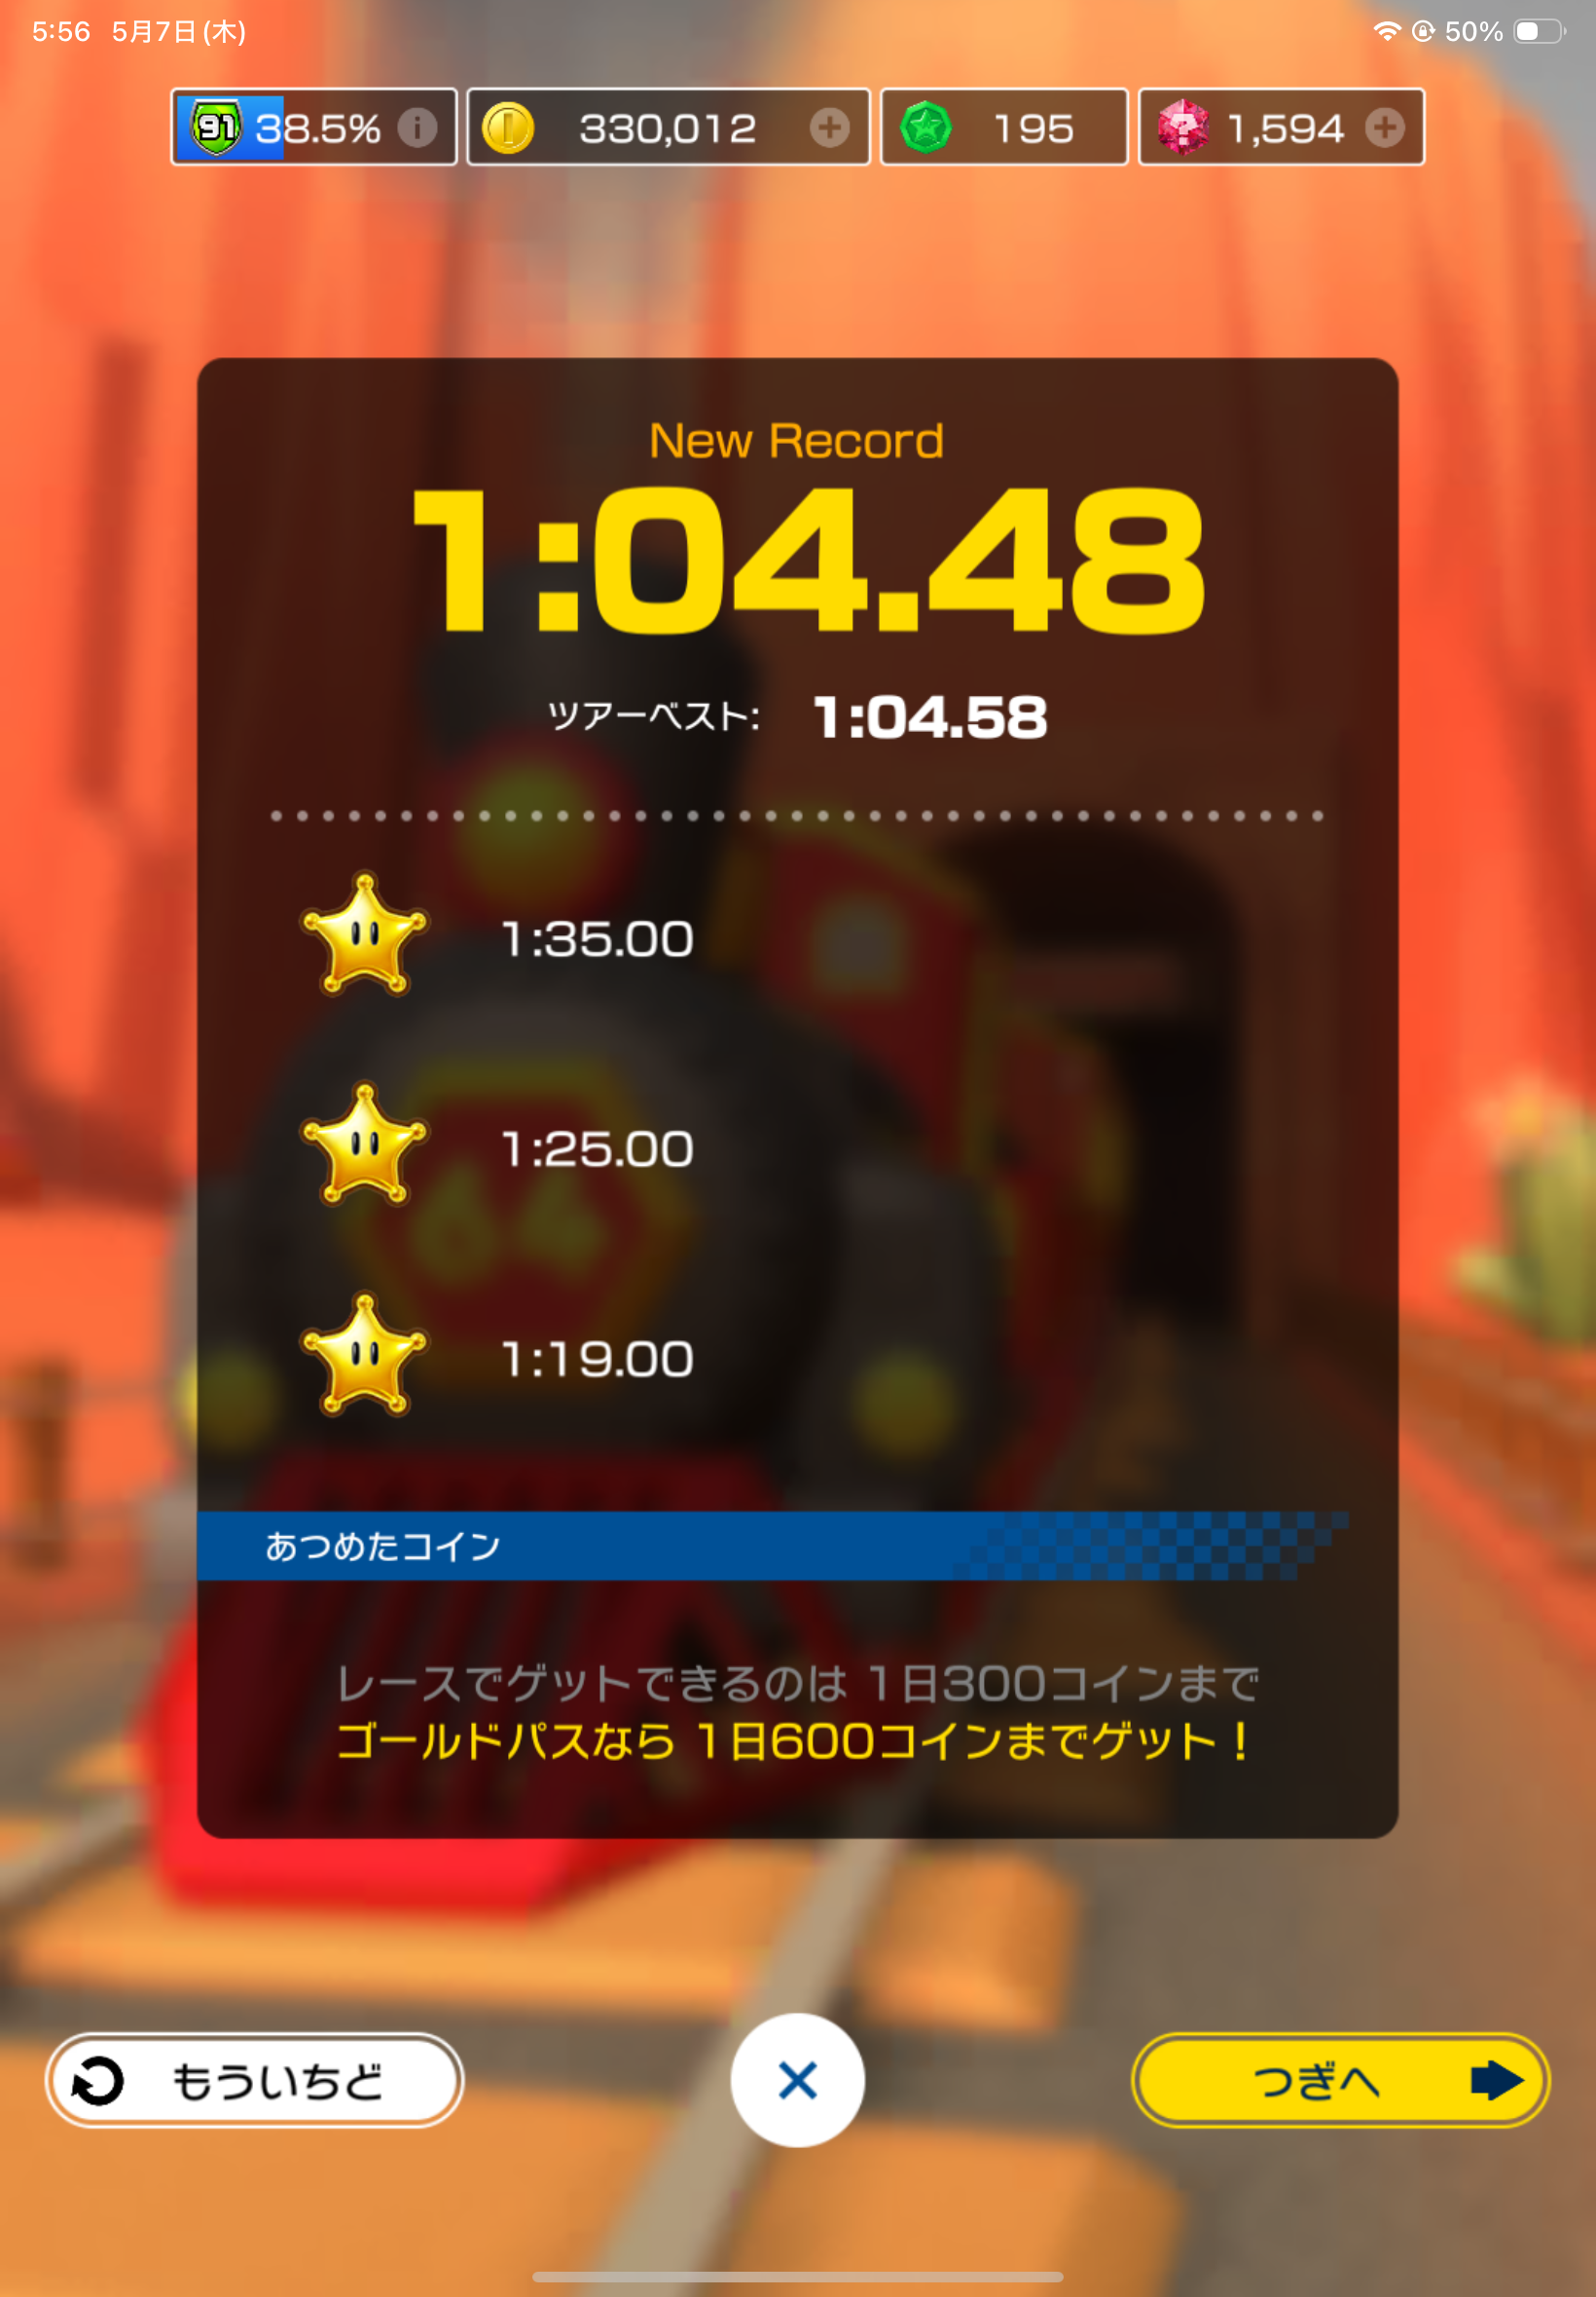 5:56 5月7日(木)
50%
91 38.5% i 330,012 + 195 ? 1,594 +
New Record
1:04.48
ツアーベスト: 1:04.58
1:35.00
1:25.00
64
1:19.00
あつめたコイン
レースでゲットできるのは 1日300コインまで
ゴールドパスなら 1日600コインまでゲット！
もういちど
×
つぎへ